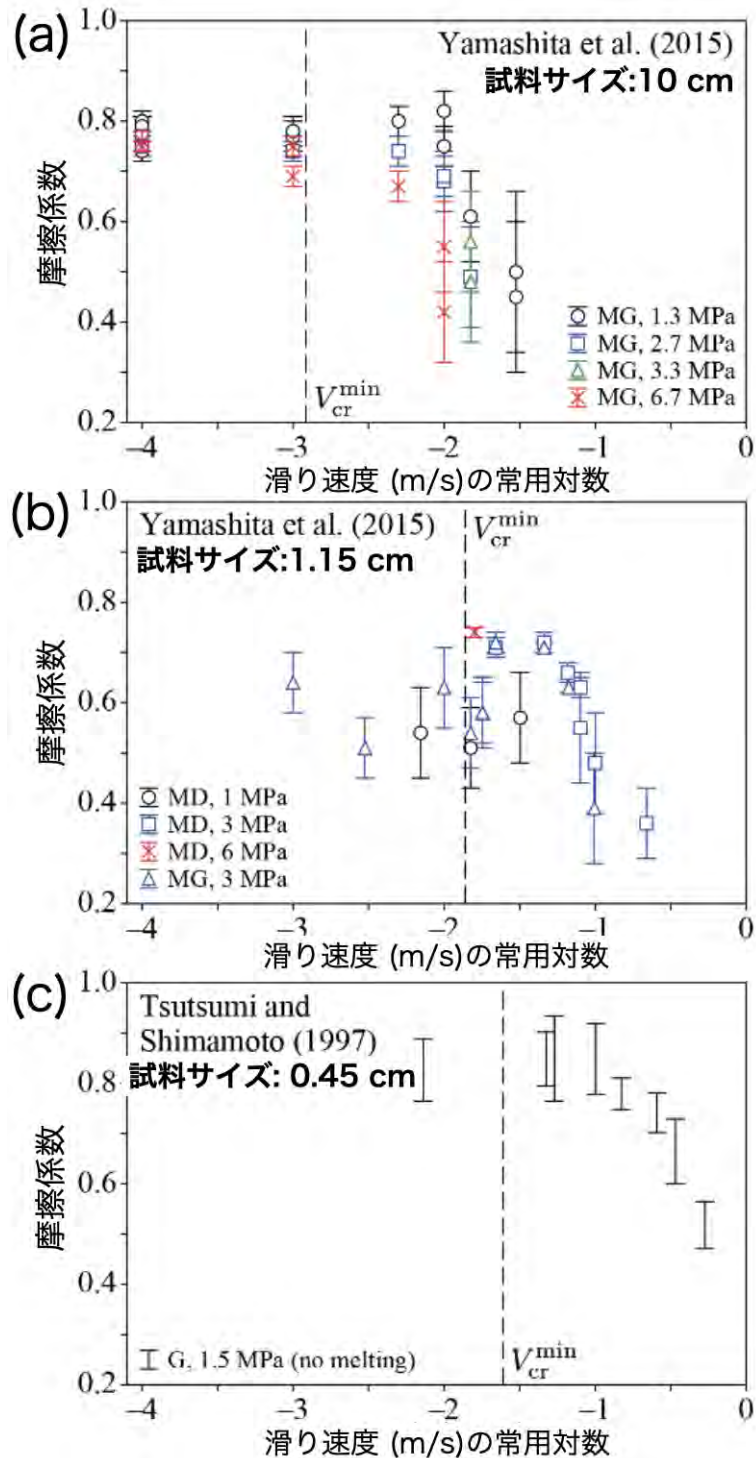 (a)
Yamashita et al. (2015)
試料サイズ:10 cm
1.0
0.8
0.6
0.4
0.2
摩擦係数
MG, 1.3 MPa
MG, 2.7 MPa
MG, 3.3 MPa
MG, 6.7 MPa
V_cr^min
−4 −3 −2 −1 0
滑り速度 (m/s)の常用対数
(b)
Yamashita et al. (2015)
試料サイズ:1.15 cm
V_cr^min
1.0
0.8
0.6
0.4
0.2
摩擦係数
MD, 1 MPa
MD, 3 MPa
MD, 6 MPa
MG, 3 MPa
−4 −3 −2 −1 0
滑り速度 (m/s)の常用対数
(c)
Tsutsumi and
Shimamoto (1997)
試料サイズ: 0.45 cm
1.0
0.8
0.6
0.4
0.2
摩擦係数
G, 1.5 MPa (no melting)
V_cr^min
−4 −3 −2 −1 0
滑り速度 (m/s)の常用対数